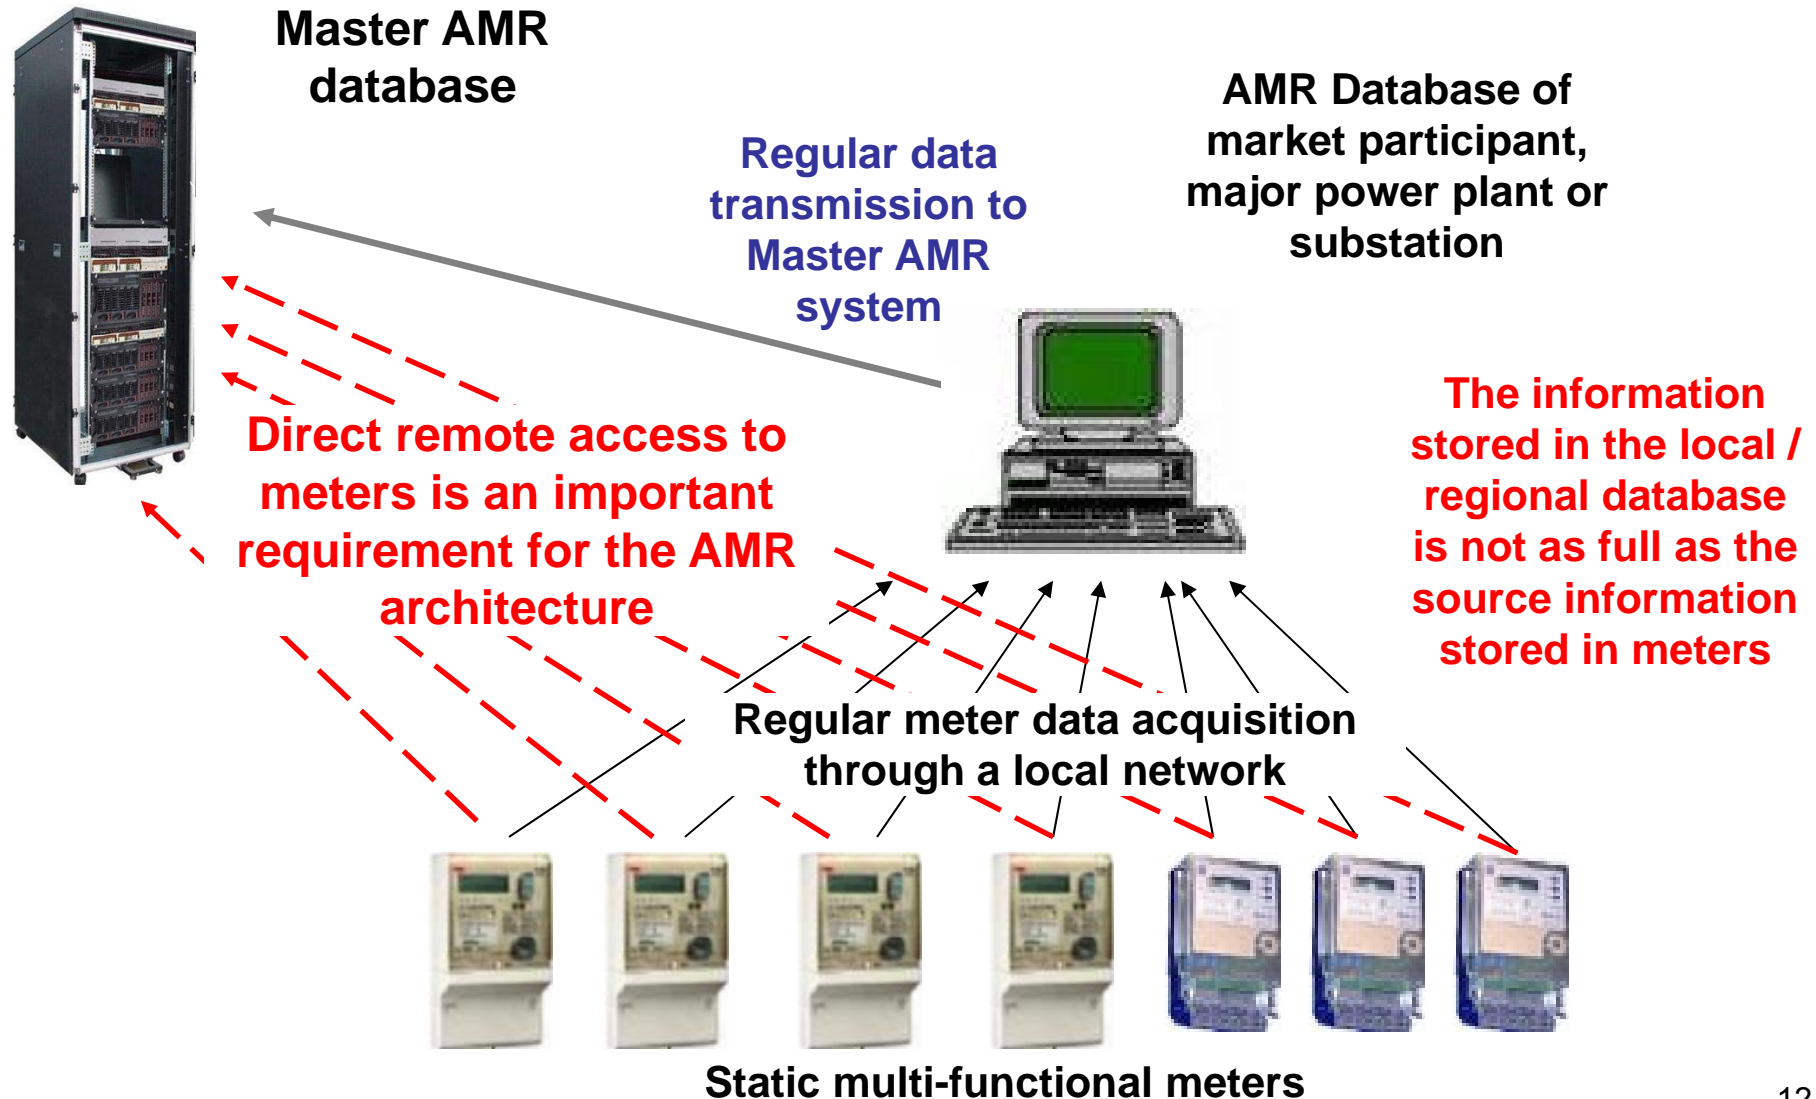 Master AMR
database
AMR Database of
market participant,
major power plant or
substation
Regular data
transmission to
Master AMR
system
The information
stored in the local /
regional database
is not as full as the
source information
stored in meters
Direct remote access to
meters is an important
requirement for the AMR
architecture
Regular meter data acquisition
through a local network
Static multi-functional meters
12